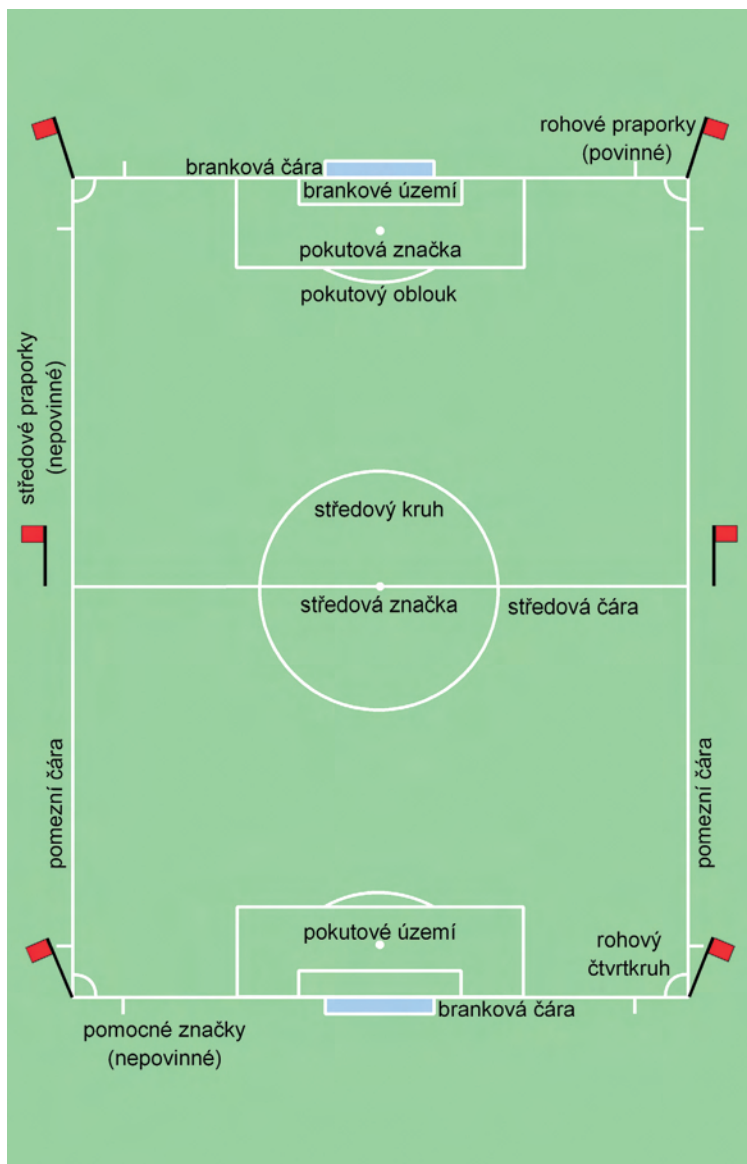 rohové praporky
(povinné)
branková čára
brankové území
pokutová značka
pokutový oblouk
středové praporky
(nepovinné)
středový kruh
středová značka
středová čára
pomezní čára
pomezní čára
pokutové území
rohový
čtvrtkruh
branková čára
pomocné značky
(nepovinné)